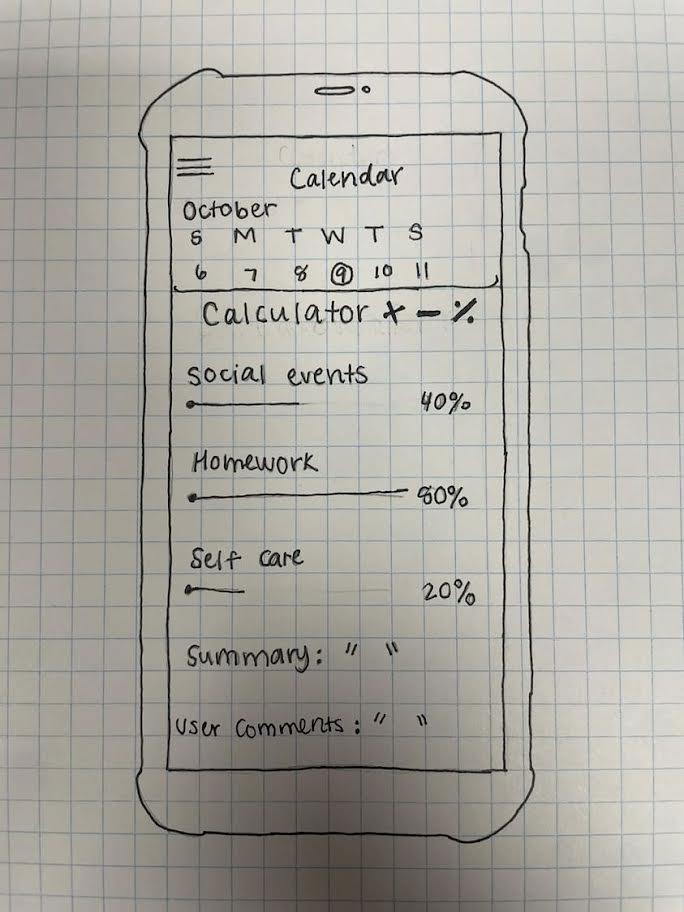 Calendar
October
S M T W T S
6 7 8 9 10 11
Calculator + - %
Social events
40%
Homework
80%
Self care
20%
Summary: " "
User Comments: " "